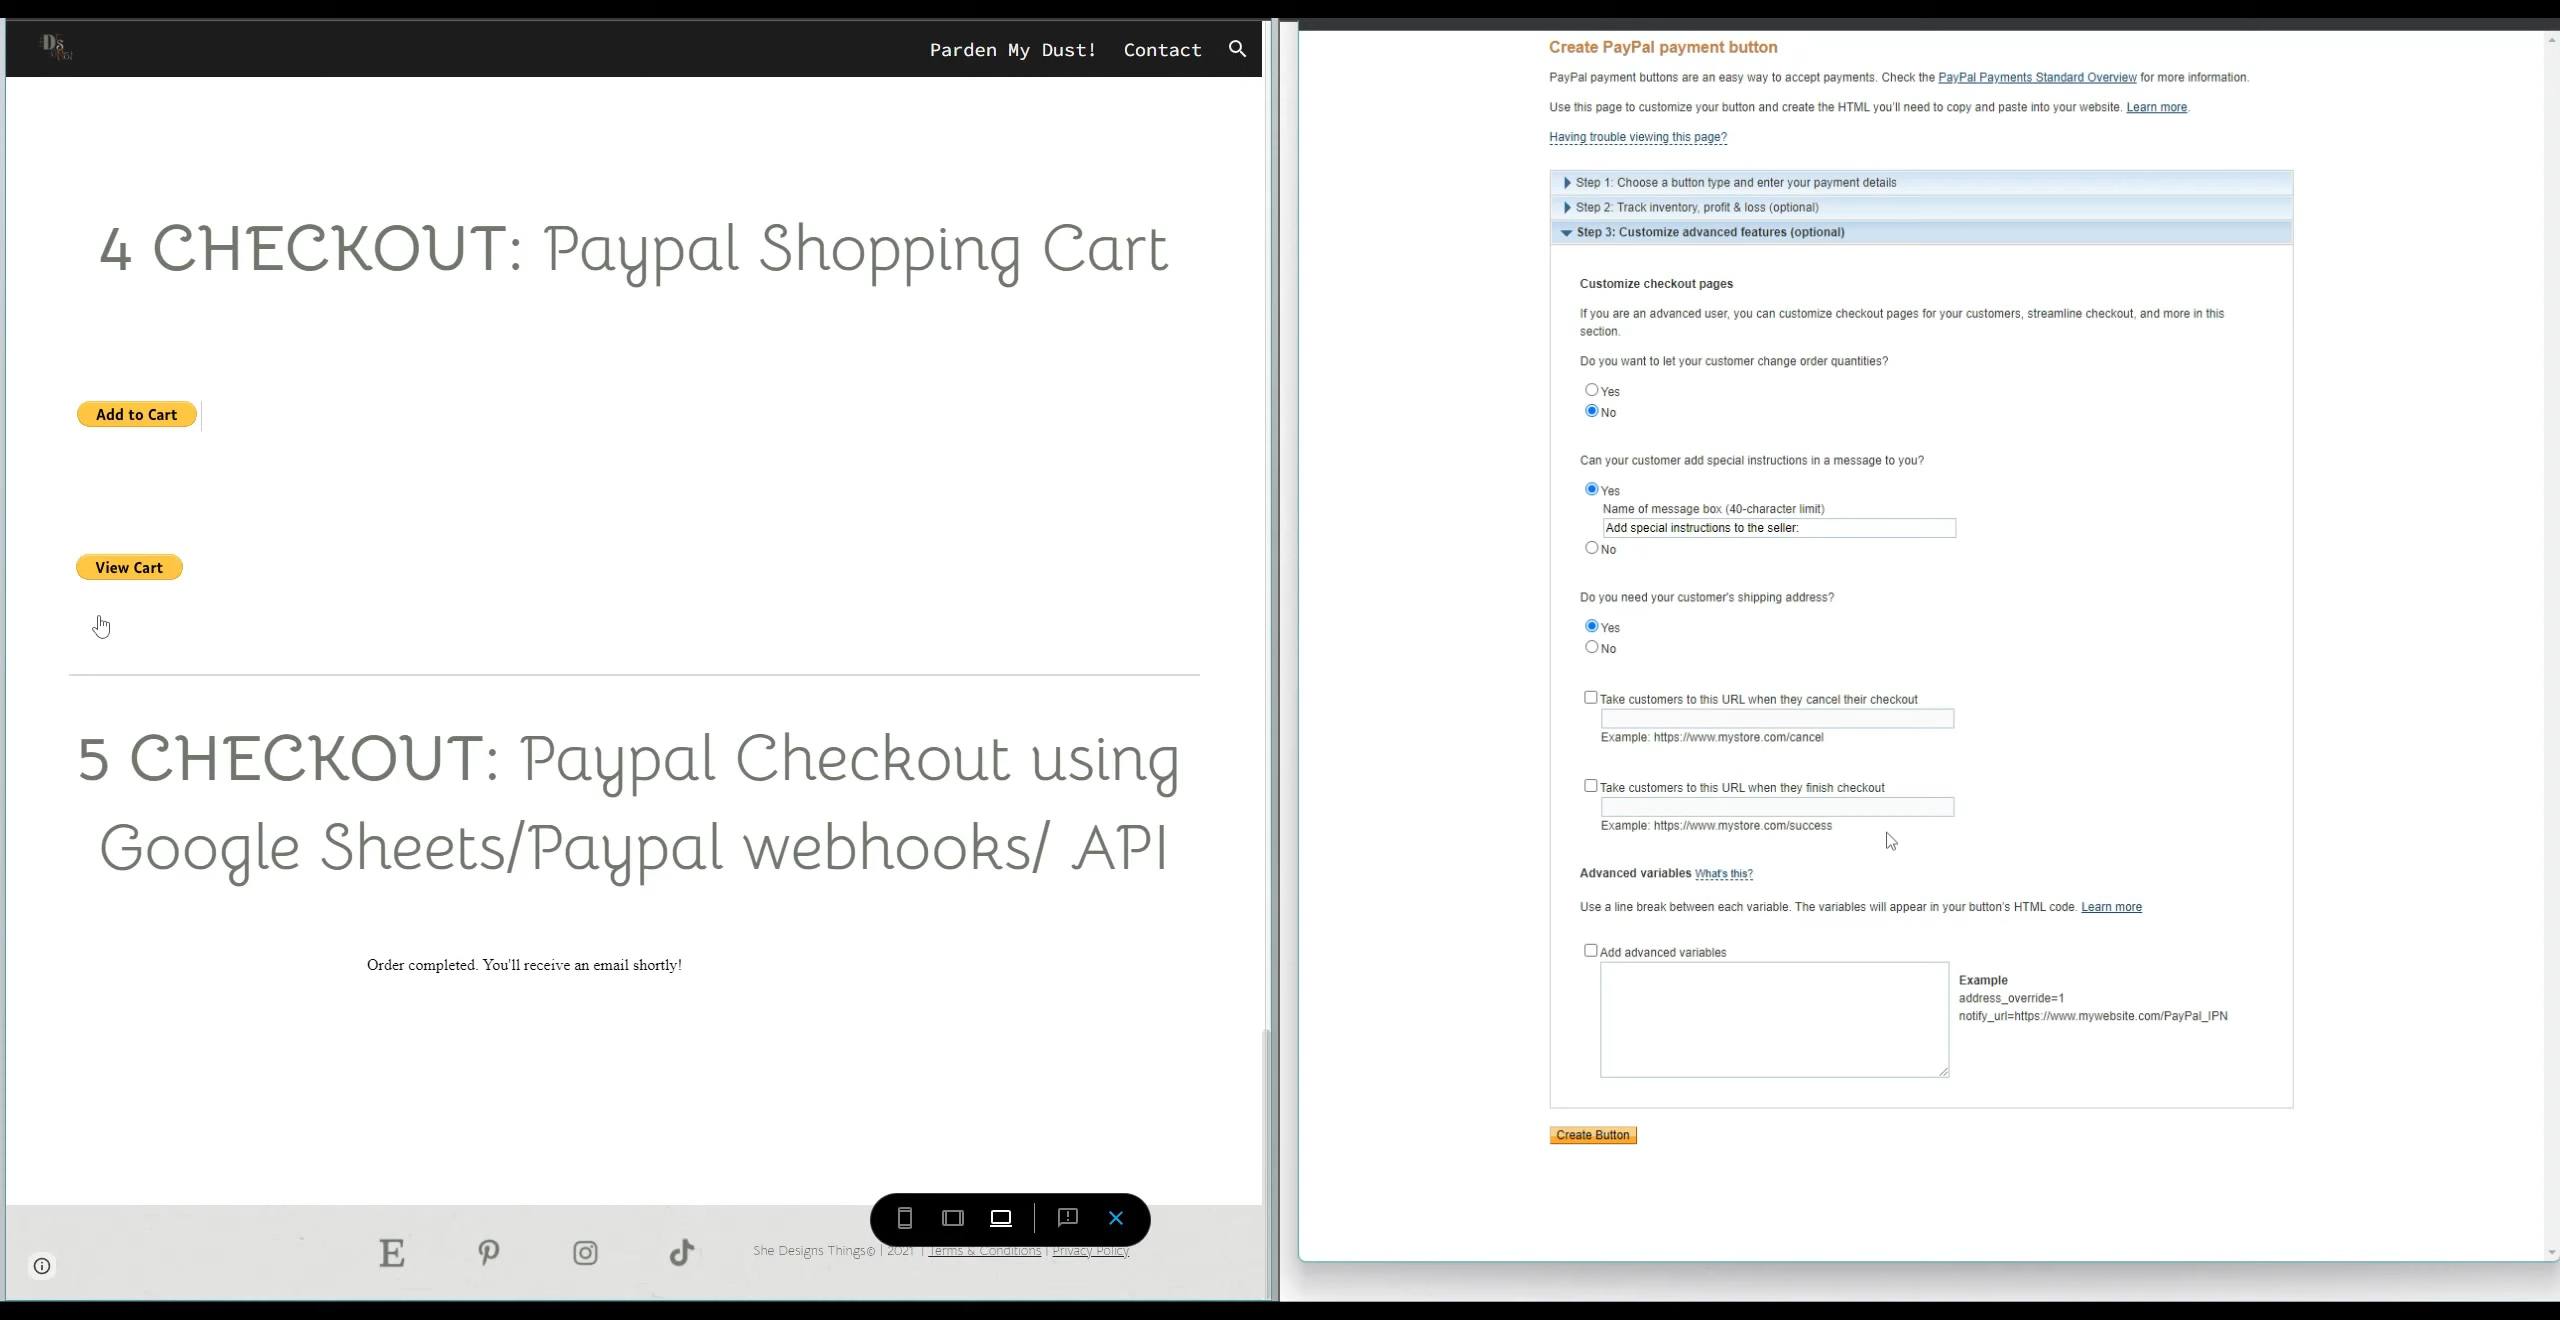 Parden My Dust!
Contact
4 CHECKOUT: Paypal Shopping Cart
Add to Cart
View Cart
5 CHECKOUT: Paypal Checkout using
Google Sheets/Paypal webhooks/ API
Order completed. You'll receive an email shortly!
She Designs Things© | 2021 | Terms & Conditions | Privacy Policy
Create PayPal payment button
PayPal payment buttons are an easy way to accept payments. Check the PayPal Payments Standard Overview for more information.
Use this page to customize your button and create the HTML you'll need to copy and paste into your website. Learn more.
Having trouble viewing this page?
Step 1: Choose a button type and enter your payment details
Step 2: Track inventory, profit & loss (optional)
Step 3: Customize advanced features (optional)
Customize checkout pages
If you are an advanced user, you can customize checkout pages for your customers, streamline checkout, and more in this
section.
Do you want to let your customer change order quantities?
Yes
No
Can your customer add special instructions in a message to you?
Yes
Name of message box (40-character limit)
Add special instructions to the seller:
No
Do you need your customer's shipping address?
Yes
No
Take customers to this URL when they cancel their checkout
Example: https://www.mystore.com/cancel
Take customers to this URL when they finish checkout
Example: https://www.mystore.com/success
Advanced variables What's this?
Use a line break between each variable. The variables will appear in your button's HTML code. Learn more
Add advanced variables
Example
address_override=1
notify_url=https://www.mywebsite.com/PayPal_IPN
Create Button